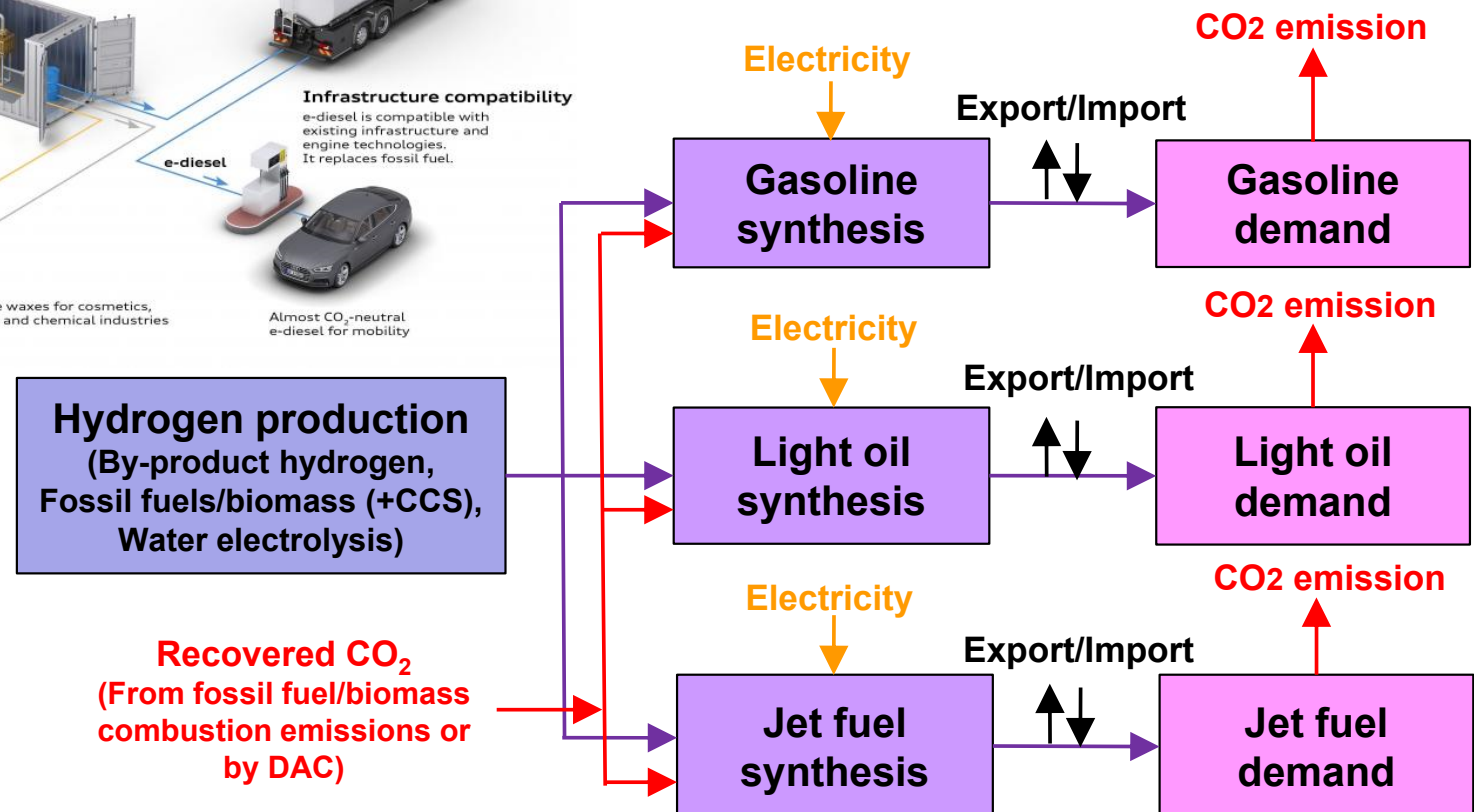 Infrastructure compatibility
e-diesel is compatible with
existing infrastructure and
engine technologies.
It replaces fossil fuel.
e-diesel
waxes for cosmetics,
and chemical industries
Almost CO₂-neutral
e-diesel for mobility
Hydrogen production
(By-product hydrogen,
Fossil fuels/biomass (+CCS),
Water electrolysis)
Recovered CO₂
(From fossil fuel/biomass
combustion emissions or
by DAC)
Electricity
Gasoline
synthesis
Export/Import
CO2 emission
Gasoline
demand
Electricity
Light oil
synthesis
Export/Import
CO2 emission
Light oil
demand
Electricity
Jet fuel
synthesis
Export/Import
CO2 emission
Jet fuel
demand